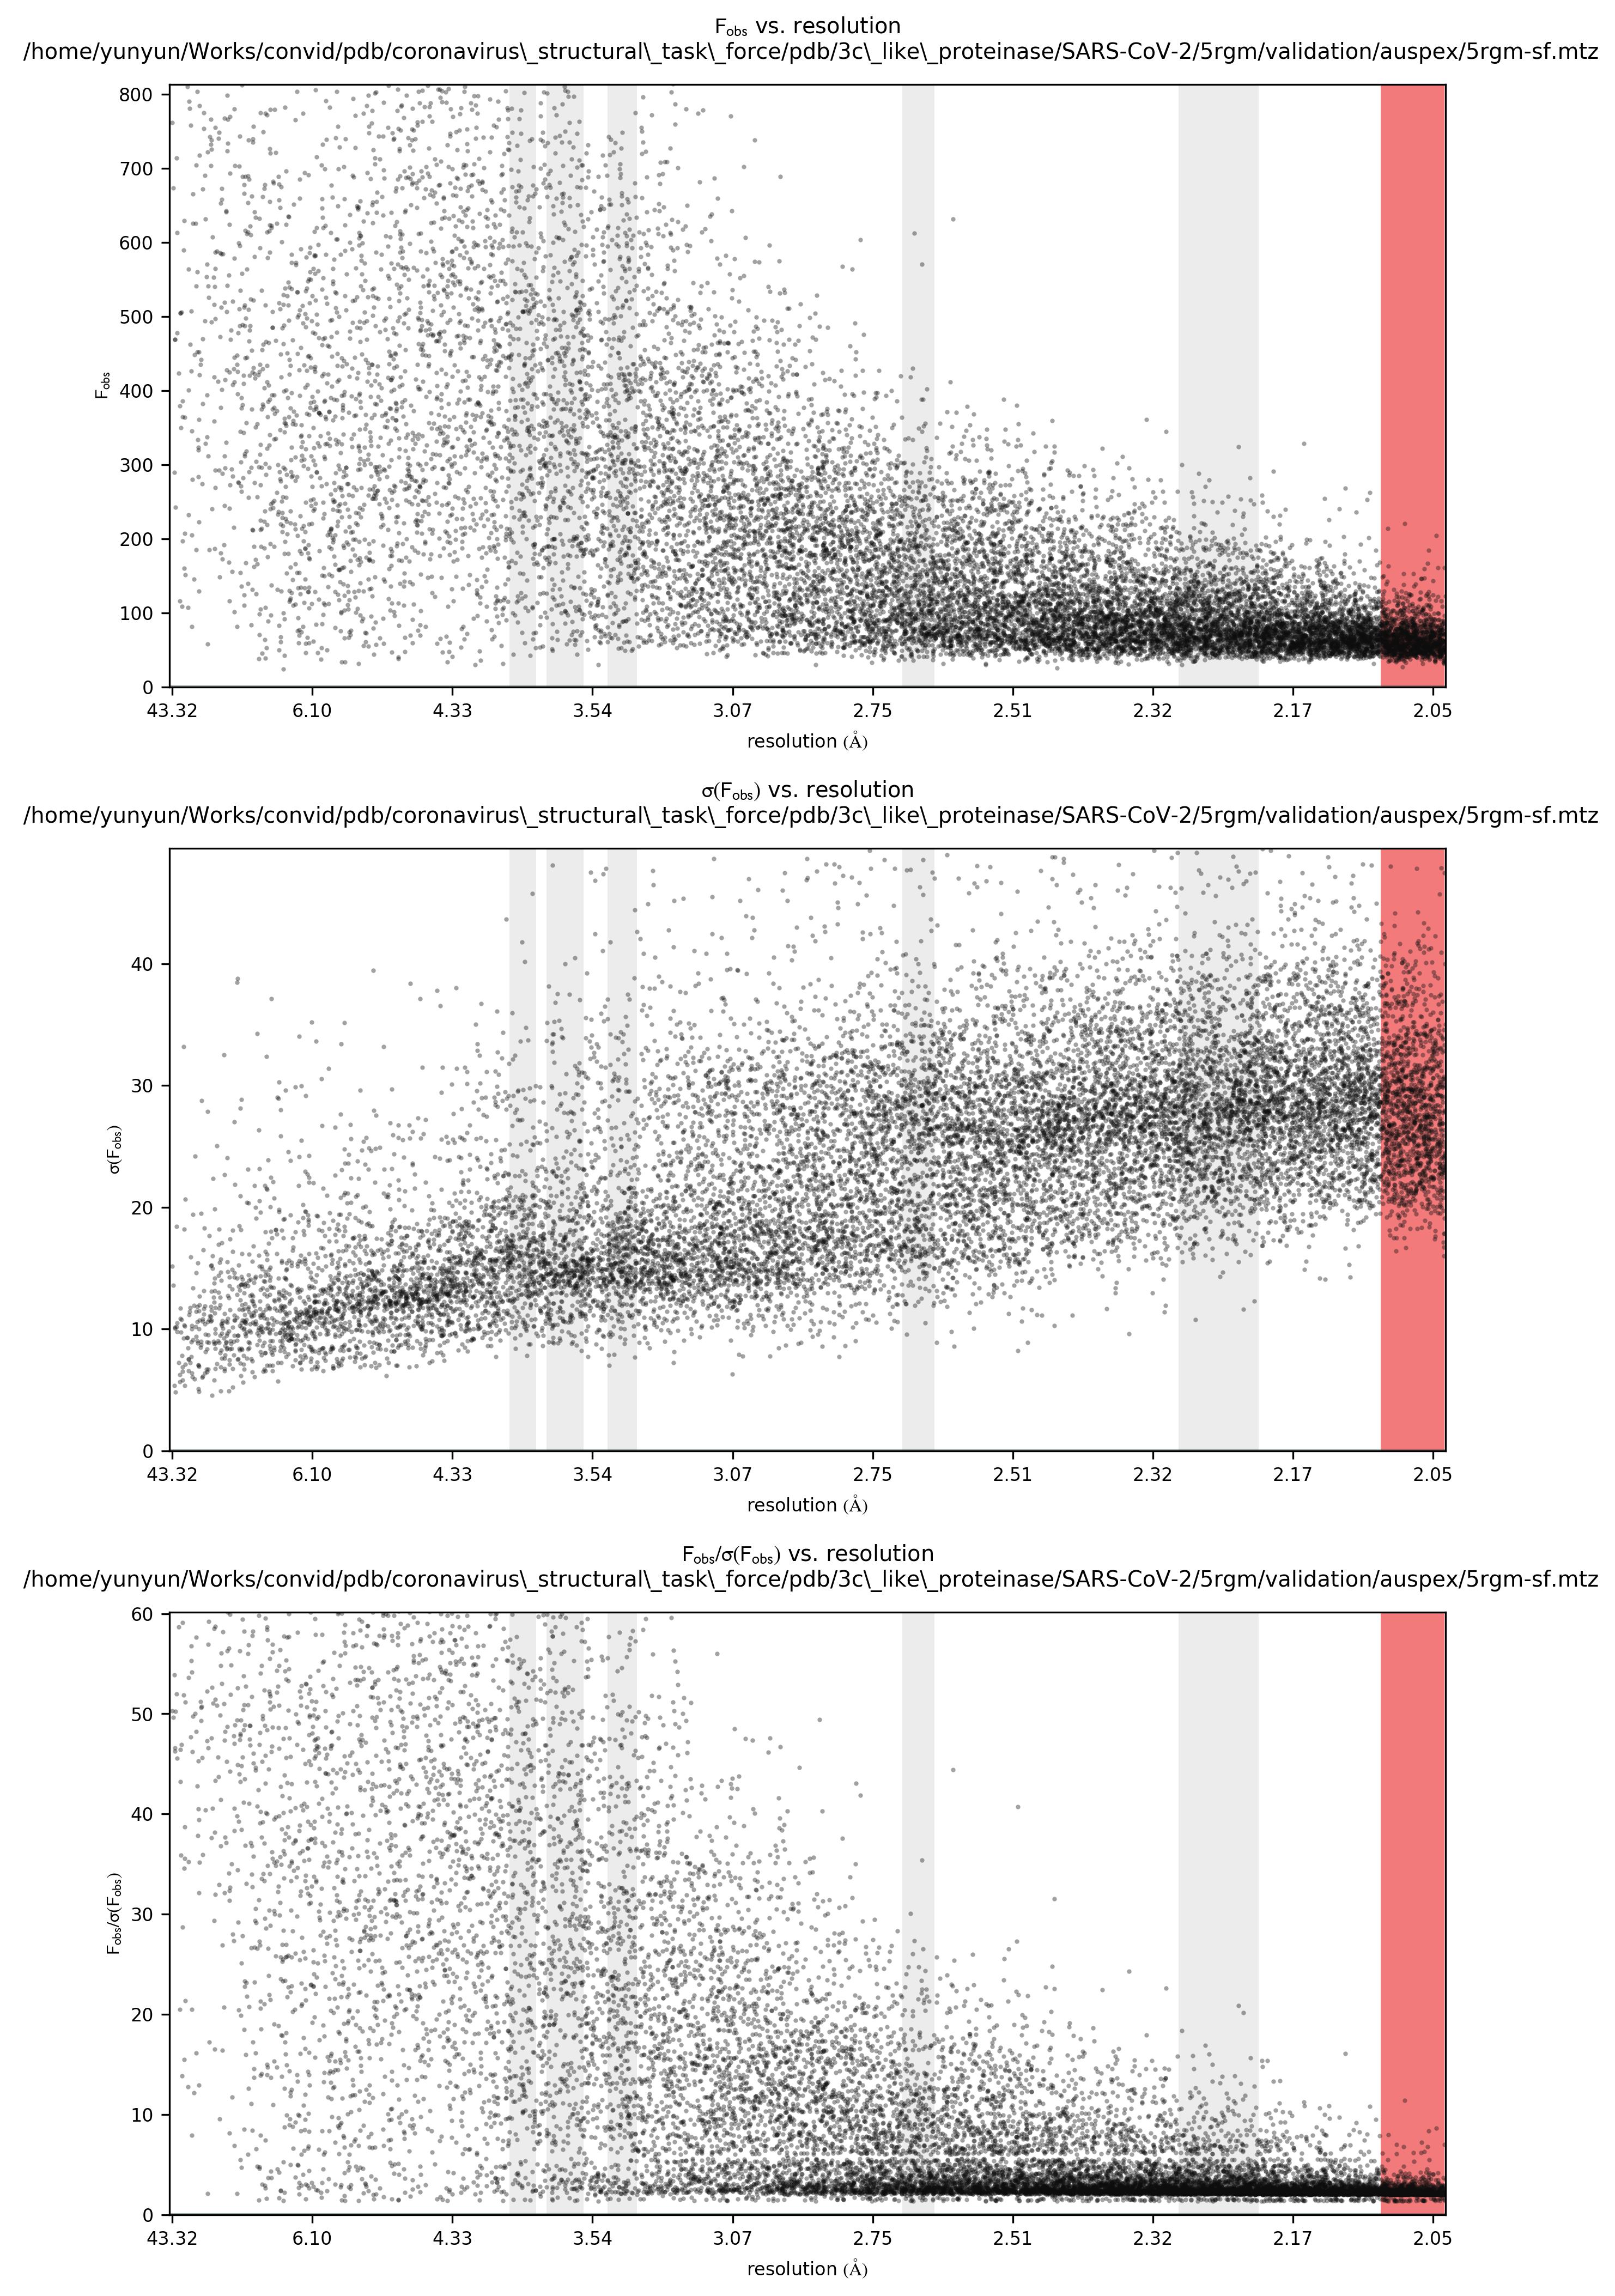 F_obs vs. resolution
/home/yunyun/Works/convid/pdb/coronavirus\_structural\_task\_force/pdb/3c\_like\_proteinase/SARS-CoV-2/5rgm/validation/auspex/5rgm-sf.mtz
800
700
600
500
400
300
200
100
0
F_obs
43.32 6.10 4.33 3.54 3.07 2.75 2.51 2.32 2.17 2.05
resolution (Å)
σ(F_obs) vs. resolution
/home/yunyun/Works/convid/pdb/coronavirus\_structural\_task\_force/pdb/3c\_like\_proteinase/SARS-CoV-2/5rgm/validation/auspex/5rgm-sf.mtz
40
30
20
10
0
σ(F_obs)
43.32 6.10 4.33 3.54 3.07 2.75 2.51 2.32 2.17 2.05
resolution (Å)
F_obs/σ(F_obs) vs. resolution
/home/yunyun/Works/convid/pdb/coronavirus\_structural\_task\_force/pdb/3c\_like\_proteinase/SARS-CoV-2/5rgm/validation/auspex/5rgm-sf.mtz
60
50
40
30
20
10
0
F_obs/σ(F_obs)
43.32 6.10 4.33 3.54 3.07 2.75 2.51 2.32 2.17 2.05
resolution (Å)